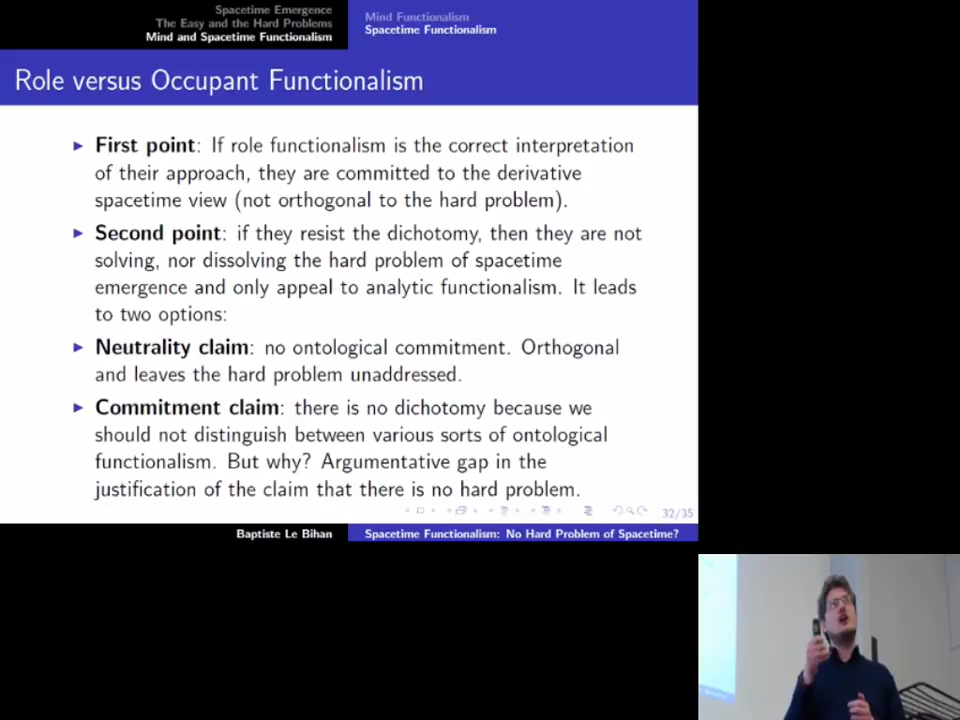 Spacetime Emergence
The Easy and the Hard Problems
Mind and Spacetime Functionalism
Mind Functionalism
Spacetime Functionalism
Role versus Occupant Functionalism
▶ First point: If role functionalism is the correct interpretation
of their approach, they are committed to the derivative
spacetime view (not orthogonal to the hard problem).
▶ Second point: if they resist the dichotomy, then they are not
solving, nor dissolving the hard problem of spacetime
emergence and only appeal to analytic functionalism. It leads
to two options:
▶ Neutrality claim: no ontological commitment. Orthogonal
and leaves the hard problem unaddressed.
▶ Commitment claim: there is no dichotomy because we
should not distinguish between various sorts of ontological
functionalism. But why? Argumentative gap in the
justification of the claim that there is no hard problem.
32/35
Baptiste Le Bihan
Spacetime Functionalism: No Hard Problem of Spacetime?